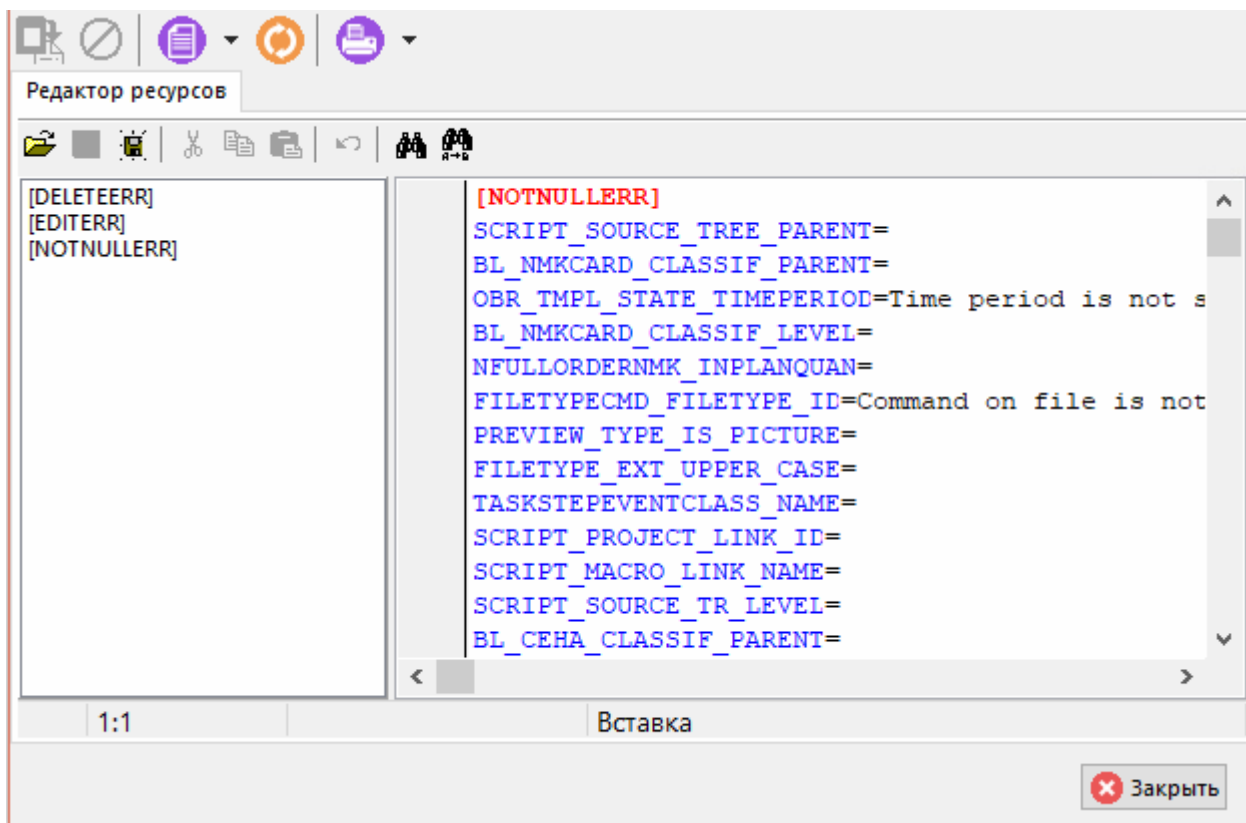 Редактор ресурсов
A→B
[DELETEERR]
[EDITERR]
[NOTNULLERR]
[NOTNULLERR]
SCRIPT_SOURCE_TREE_PARENT=
BL_NMKCARD_CLASSIF_PARENT=
OBR_TMPL_STATE_TIMEPERIOD=Time period is not s
BL_NMKCARD_CLASSIF_LEVEL=
NFULLORDERNMK_INPLANQUAN=
FILETYPECMD_FILETYPE_ID=Command on file is not
PREVIEW_TYPE_IS_PICTURE=
FILETYPE_EXT_UPPER_CASE=
TASKSTEPEVENTCLASS_NAME=
SCRIPT_PROJECT_LINK_ID=
SCRIPT_MACRO_LINK_NAME=
SCRIPT_SOURCE_TR_LEVEL=
BL_CEHA_CLASSIF_PARENT=
1:1 Вставка
Закрыть